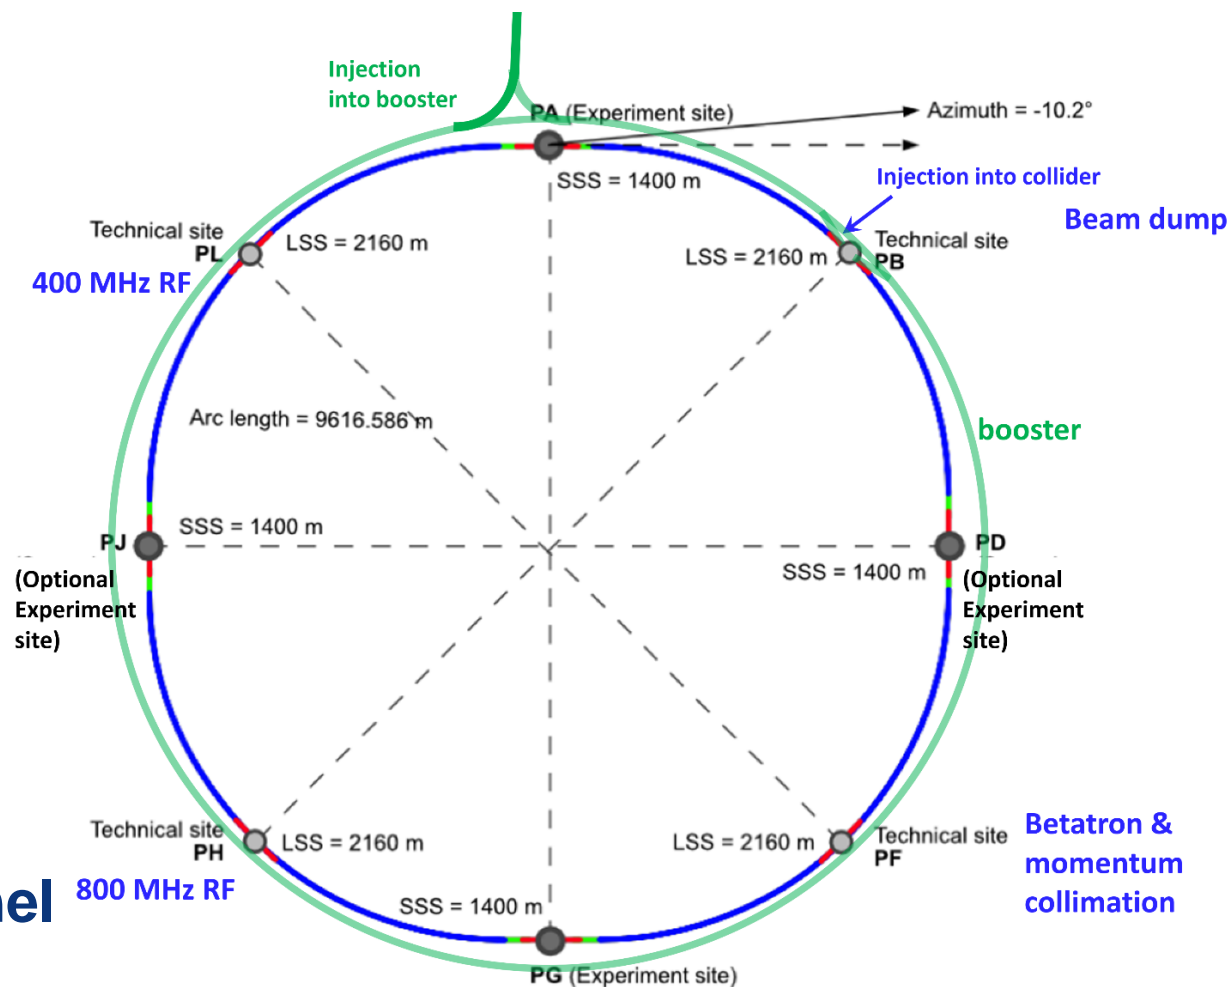 Injection
into booster
PA (Experiment site)
Azimuth = -10.2°
SSS = 1400 m
Injection into collider
Beam dump
Technical site
PL
LSS = 2160 m
400 MHz RF
LSS = 2160 m
Technical site
PB
Arc length = 9616.586 m
booster
SSS = 1400 m
PJ
(Optional
Experiment
site)
PD
SSS = 1400 m
(Optional
Experiment
site)
Technical site
PH
LSS = 2160 m
800 MHz RF
LSS = 2160 m
Technical site
PF
Betatron &
momentum
collimation
SSS = 1400 m
PG (Experiment site)